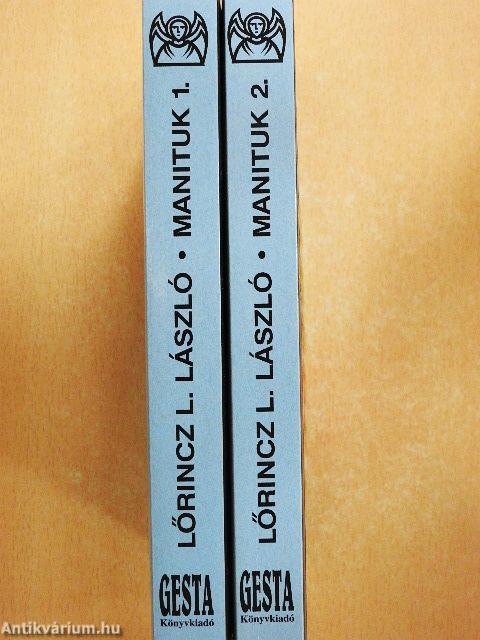 LŐRINCZ L. LÁSZLÓ • MANITUK 1.
GESTA
Könyvkiadó
LŐRINCZ L. LÁSZLÓ • MANITUK 2.
GESTA
Könyvkiadó
Antikvárium.hu